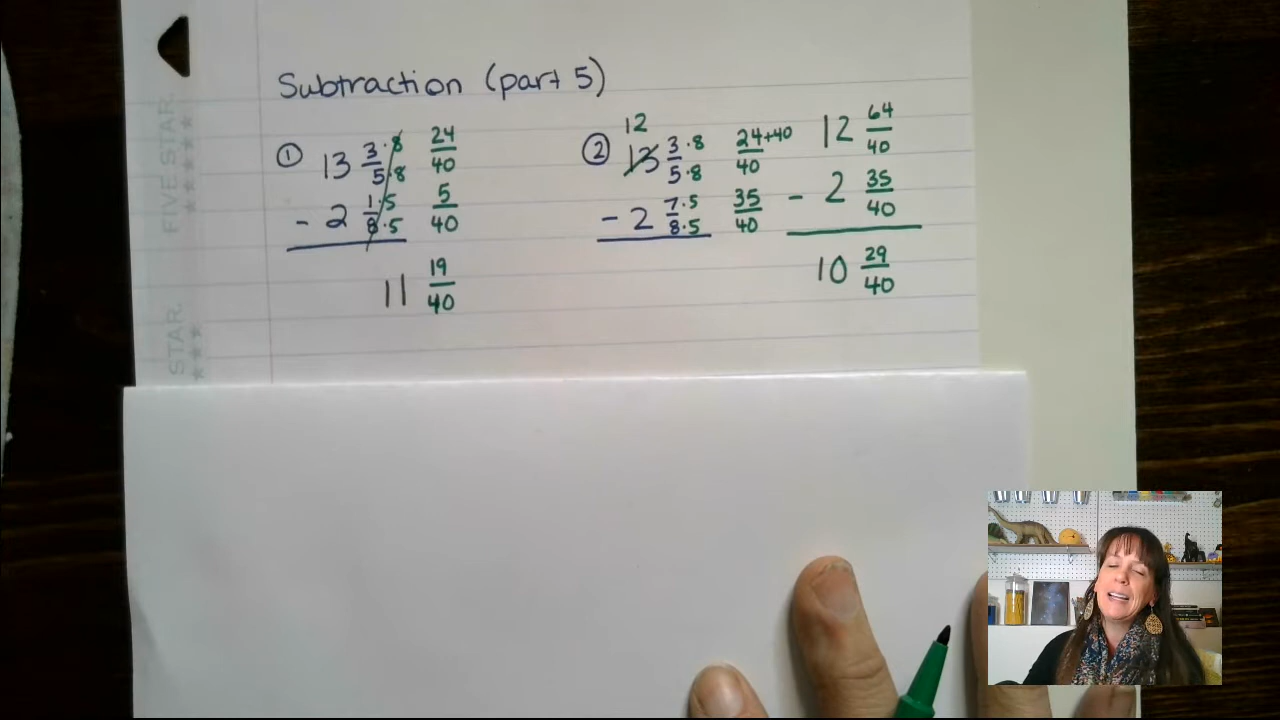 Subtraction (part 5)
① 13 3/5 ·8/·8 24/40
- 2 1/8 ·5/·5 5/40
11 19/40
12
② 13 3/5 ·8/·8 24+40/40
- 2 7/8 ·5/·5 35/40
12 64/40
- 2 35/40
10 29/40
FIVE STAR
STAR